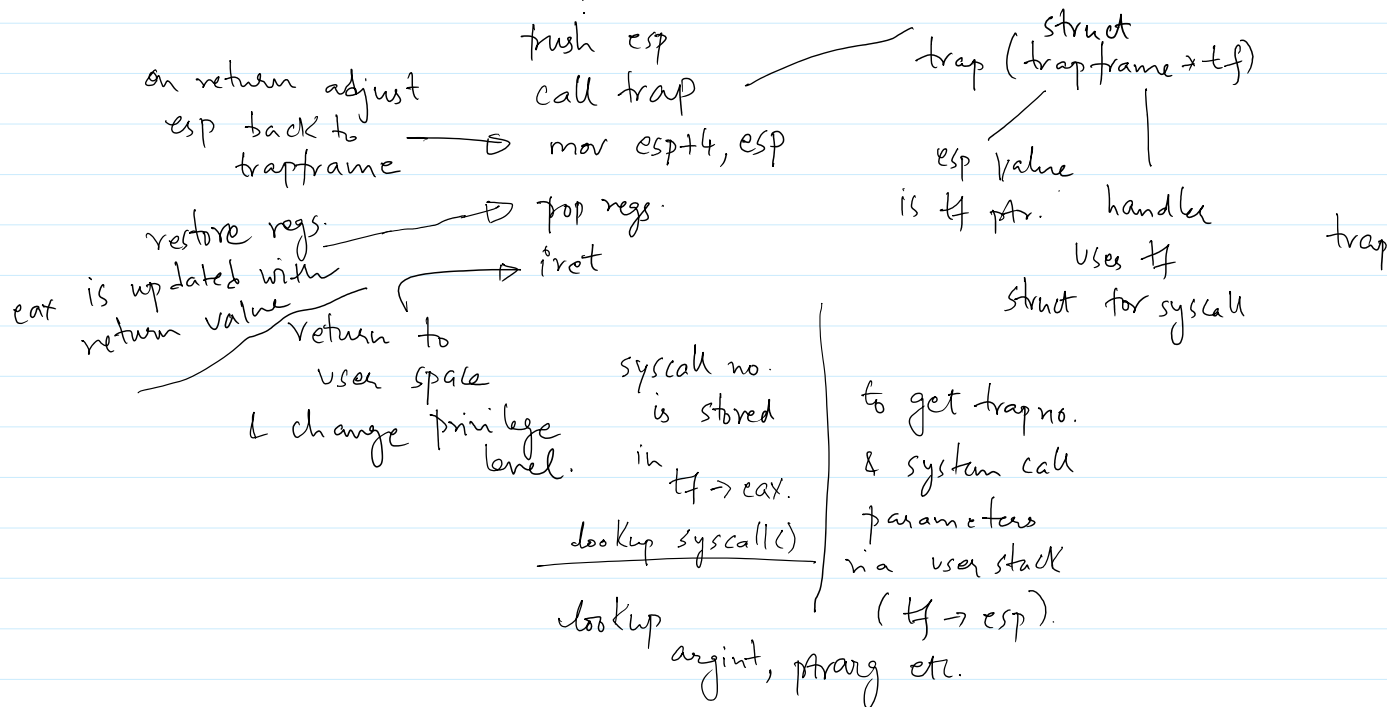 push esp
call trap
mov esp+4, esp
pop regs.
iret
on return adjust
esp back to
trapframe
restore regs.
eax is updated with
return value
return to
user space
& change privilege
level.
struct
trap (trapframe *tf)
esp value
is tf ptr.
handler
uses tf
struct for syscall
trap
syscall no.
is stored
in
tf → eax.
lookup syscall()
lookup
argint, ptrarg etc.
to get trap no.
& system call
parameters
via user stack
(tf → esp).